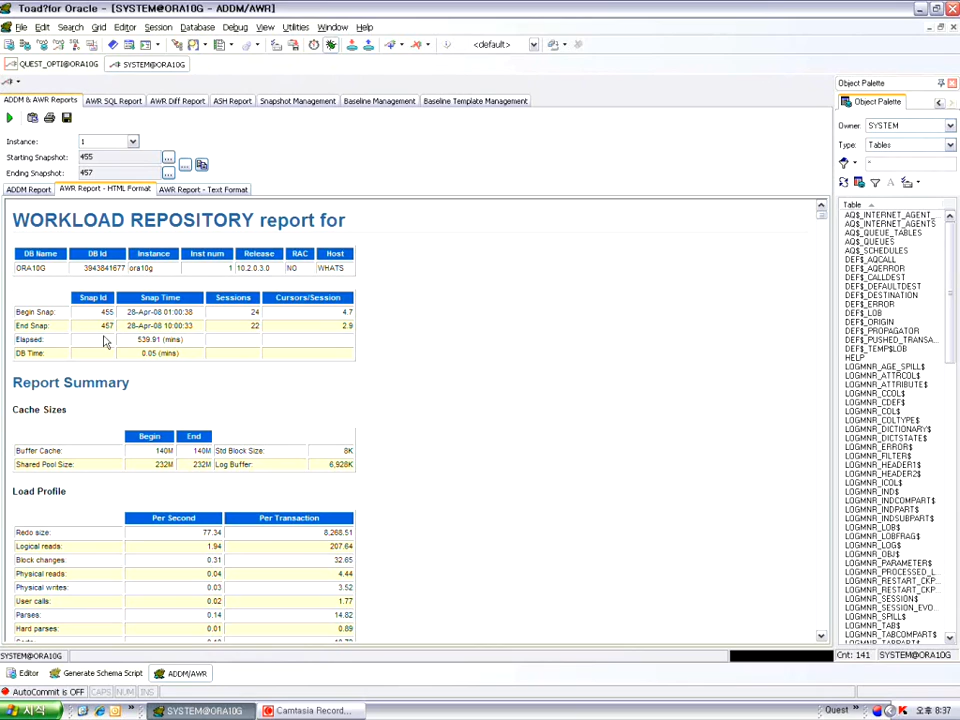 Toad?for Oracle - [SYSTEM@ORA10G - ADDM/AWR]
File Edit Search Grid Editor Session Database Debug View Utilities Window Help
<default>
QUEST_OPTI@ORA10G SYSTEM@ORA10G
ADDM & AWR Reports AWR SQL Report AWR Diff Report ASH Report Snapshot Management Baseline Management Baseline Template Management
Instance: 1
Starting Snapshot: 455 ...
Ending Snapshot: 457 ...
ADDM Report AWR Report - HTML Format AWR Report - Text Format
WORKLOAD REPOSITORY report for
DB Name DB Id Instance Inst num Release RAC Host
ORA10G 3943841677 ora10g 1 10.2.0.3.0 NO WHATS
Snap Id Snap Time Sessions Cursors/Session
Begin Snap: 455 28-Apr-08 01:00:38 24 4.7
End Snap: 457 28-Apr-08 10:00:33 22 2.9
Elapsed: 539.91 (mins)
DB Time: 0.05 (mins)
Report Summary
Cache Sizes
Begin End
Buffer Cache: 140M 140M Std Block Size: 8K
Shared Pool Size: 232M 232M Log Buffer: 6,928K
Load Profile
Per Second Per Transaction
Redo size: 77.34 8,268.51
Logical reads: 1.94 207.64
Block changes: 0.31 32.65
Physical reads: 0.04 4.44
Physical writes: 0.03 3.52
User calls: 0.02 1.77
Parses: 0.14 14.82
Hard parses: 0.01 0.89
Object Palette
Object Palette
Owner: SYSTEM
Type: Tables
*
Table
AQ$_INTERNET_AGENT_...
AQ$_INTERNET_AGENTS
AQ$_QUEUE_TABLES
AQ$_QUEUES
AQ$_SCHEDULES
DEF$_AQCALL
DEF$_AQERROR
DEF$_CALLDEST
DEF$_DEFAULTDEST
DEF$_DESTINATION
DEF$_ERROR
DEF$_LOB
DEF$_ORIGIN
DEF$_PROPAGATOR
DEF$_PUSHED_TRANSA...
DEF$_TEMP$LOB
HELP
LOGMNR_AGE_SPILL$
LOGMNR_ATTRCOL$
LOGMNR_ATTRIBUTE$
LOGMNR_CCOL$
LOGMNR_CDEF$
LOGMNR_COL$
LOGMNR_COLTYPE$
LOGMNR_DICTIONARY$
LOGMNR_DICTSTATE$
LOGMNR_ERROR$
LOGMNR_FILTER$
LOGMNR_HEADER1$
LOGMNR_HEADER2$
LOGMNR_ICOL$
LOGMNR_IND$
LOGMNR_INDCOMPART$
LOGMNR_INDPART$
LOGMNR_INDSUBPART$
LOGMNR_LOB$
LOGMNR_LOBFRAG$
LOGMNR_LOG$
LOGMNR_OBJ$
LOGMNR_PARAMETER$
LOGMNR_PROCESSED_L...
LOGMNR_RESTART_CKP...
LOGMNR_RESTART_CKP...
LOGMNR_SESSION$
LOGMNR_SESSION_EVO...
LOGMNR_SPILL$
LOGMNR_TAB$
LOGMNR_TABCOMPART$
SYSTEM@ORA10G Cnt: 141 SYSTEM@ORA10G
Editor Generate Schema Script ADDM/AWR
AutoCommit is OFF CAPS NUM INS
시작 SYSTEM@ORA10G Camtasia Record... Quest 오후 8:37